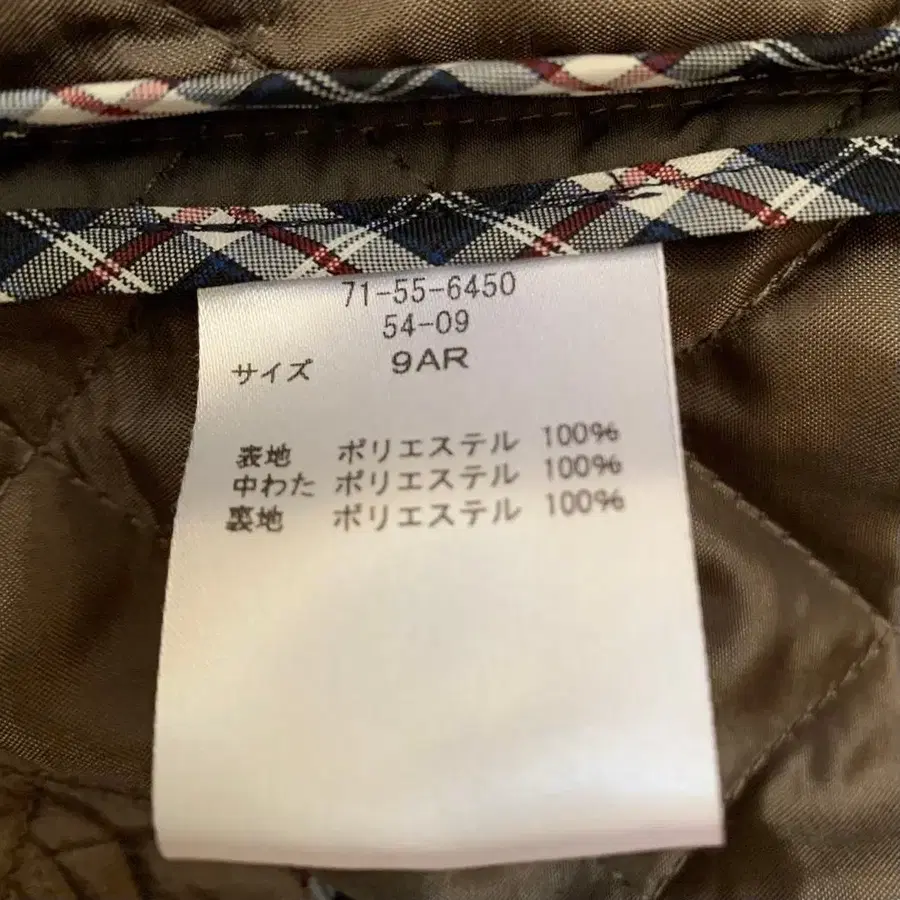 71-55-6450
54-09
サイズ 9AR
表地 ポリエステル 100%
中わた ポリエステル 100%
裏地 ポリエステル 100%